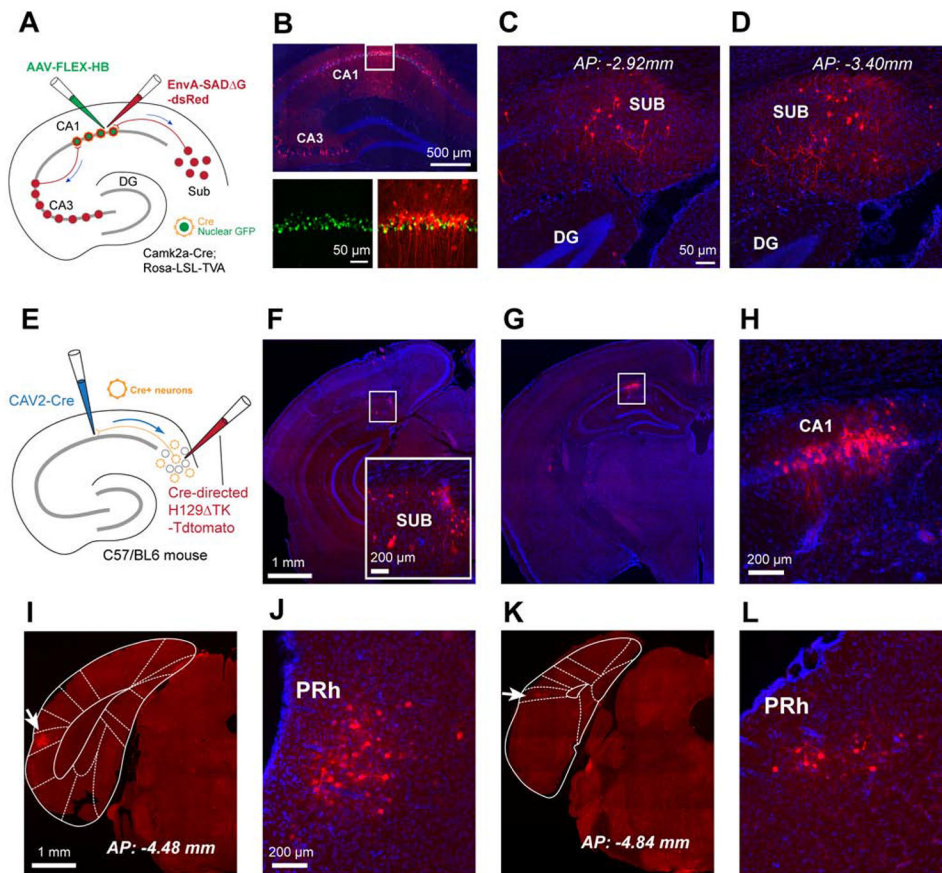 A
AAV-FLEX-HB
EnvA-SADΔG
-dsRed
CA1
CA3
DG
Sub
Cre
Nuclear GFP
Camk2a-Cre;
Rosa-LSL-TVA
B
CA1
CA3
500 µm
50 µm
C
AP: -2.92mm
SUB
DG
50 µm
D
AP: -3.40mm
SUB
DG
E
CAV2-Cre
Cre+ neurons
Cre-directed
H129ΔTK
-Tdtomato
C57/BL6 mouse
F
SUB
1 mm
200 µm
G
H
CA1
200 µm
I
AP: -4.48 mm
1 mm
J
PRh
200 µm
K
AP: -4.84 mm
L
PRh